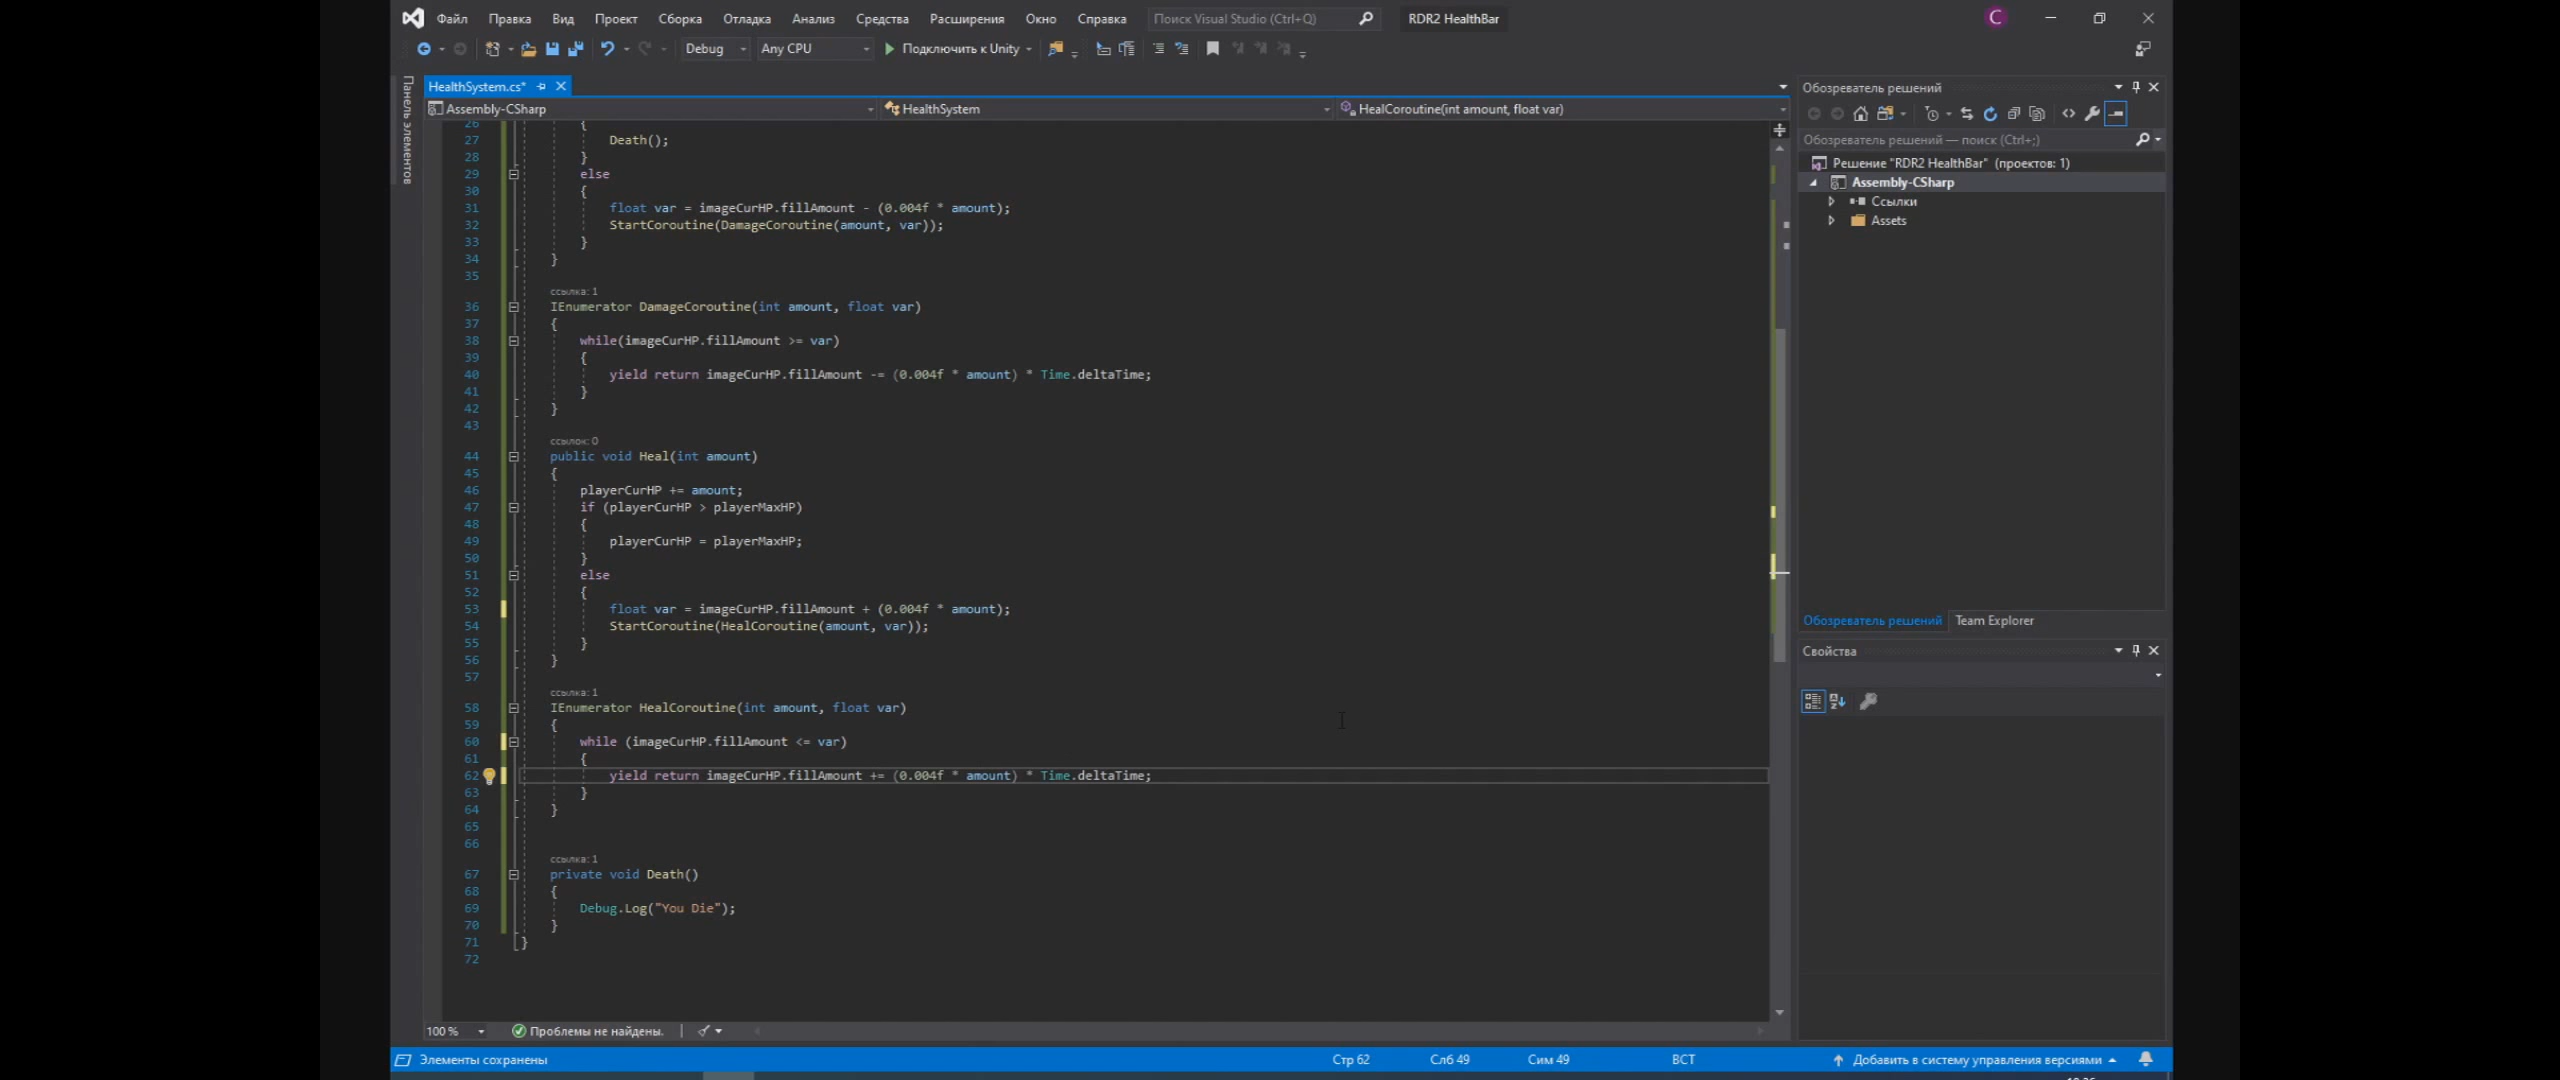 Файл Правка Вид Проект Сборка Отладка Анализ Средства Расширения Окно Справка Поиск Visual Studio (Ctrl+Q) RDR2 HealthBar C
Debug Any CPU Подключить к Unity
Панель элементов
HealthSystem.cs*
Assembly-CSharp HealthSystem HealCoroutine(int amount, float var)
26 {
27 Death();
28 }
29 else
30 {
31 float var = imageCurHP.fillAmount - (0.004f * amount);
32 StartCoroutine(DamageCoroutine(amount, var));
33 }
34 }
35
ссылка: 1
36 IEnumerator DamageCoroutine(int amount, float var)
37 {
38 while(imageCurHP.fillAmount >= var)
39 {
40 yield return imageCurHP.fillAmount -= (0.004f * amount) * Time.deltaTime;
41 }
42 }
43
ссылок: 0
44 public void Heal(int amount)
45 {
46 playerCurHP += amount;
47 if (playerCurHP > playerMaxHP)
48 {
49 playerCurHP = playerMaxHP;
50 }
51 else
52 {
53 float var = imageCurHP.fillAmount + (0.004f * amount);
54 StartCoroutine(HealCoroutine(amount, var));
55 }
56 }
57
ссылка: 1
58 IEnumerator HealCoroutine(int amount, float var)
59 {
60 while (imageCurHP.fillAmount <= var)
61 {
62 yield return imageCurHP.fillAmount += (0.004f * amount) * Time.deltaTime;
63 }
64 }
65
66
ссылка: 1
67 private void Death()
68 {
69 Debug.Log("You Die");
70 }
71 }
72
100 % Проблемы не найдены.
Обозреватель решений
Обозреватель решений — поиск (Ctrl+;)
Решение "RDR2 HealthBar" (проектов: 1)
Assembly-CSharp
Ссылки
Assets
Обозреватель решений Team Explorer
Свойства
Элементы сохранены Стр 62 Слб 49 Сим 49 ВСТ Добавить в систему управления версиями